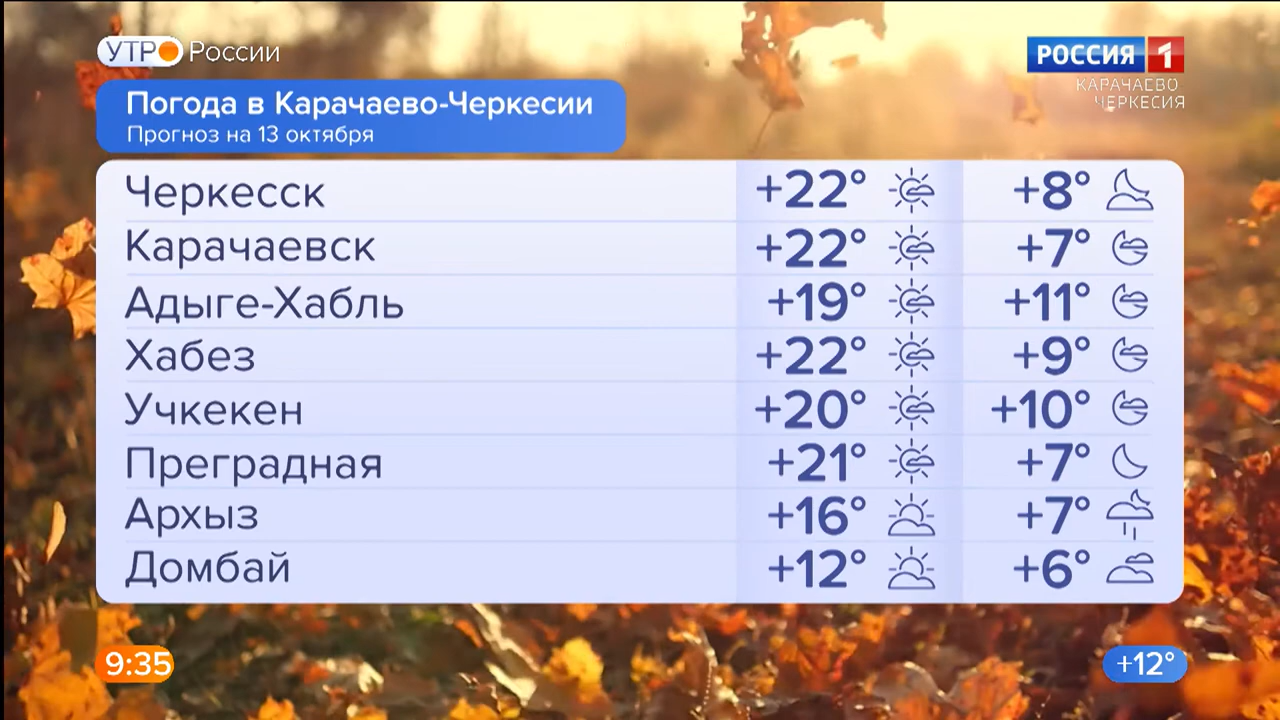 УТРО России
РОССИЯ 1
КАРАЧАЕВО
ЧЕРКЕСИЯ
Погода в Карачаево-Черкесии
Прогноз на 13 октября
Черкесск +22° +8°
Карачаевск +22° +7°
Адыге-Хабль +19° +11°
Хабез +22° +9°
Учкекен +20° +10°
Преградная +21° +7°
Архыз +16° +7°
Домбай +12° +6°
9:35 +12°